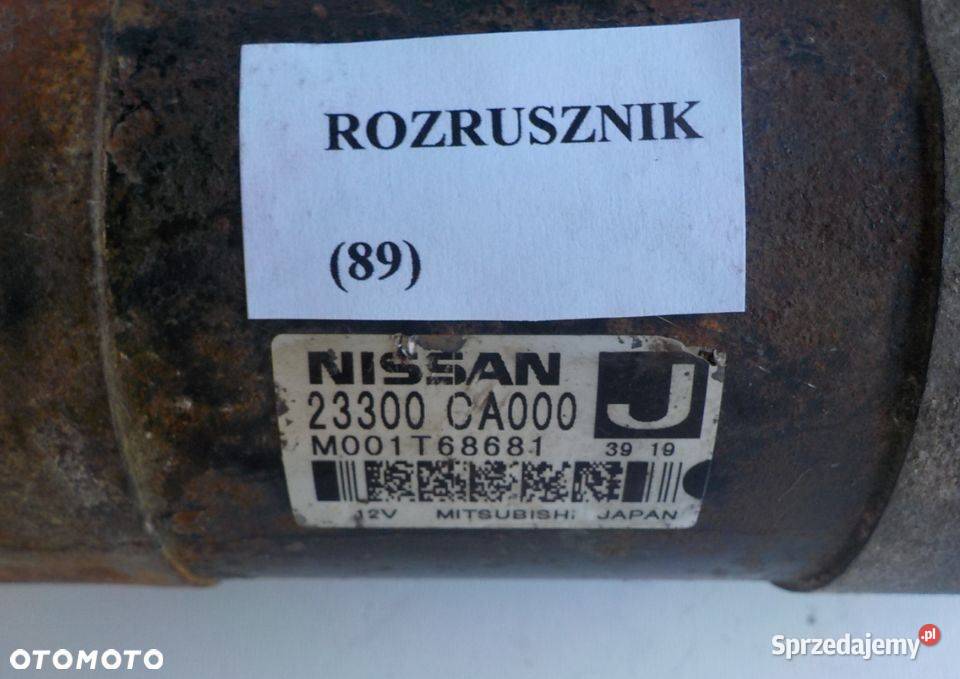 ROZRUSZNIK
(89)
NISSAN
23300 CA000
J
M001T68681
39 19
12V MITSUBISHI JAPAN
OTOMOTO
Sprzedajemy.pl